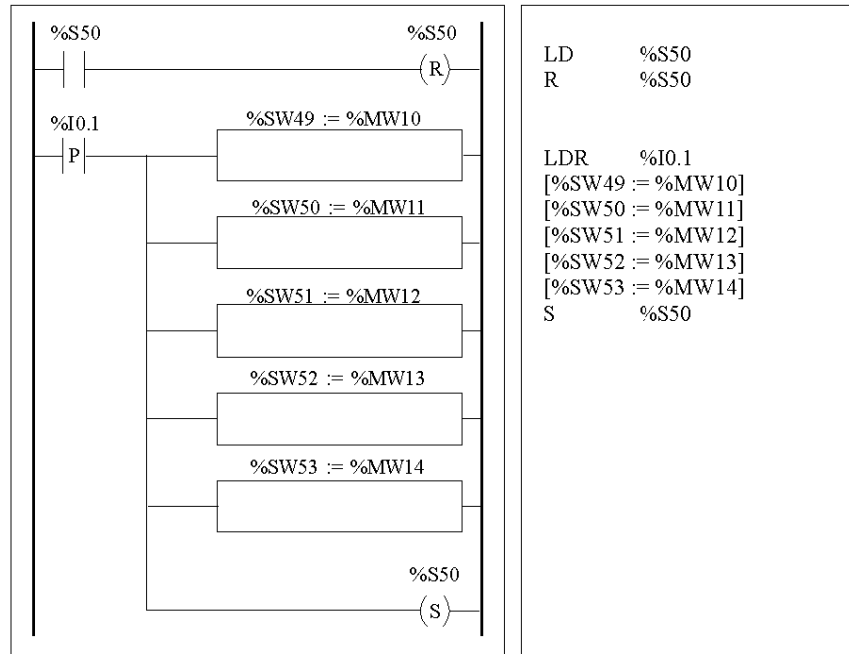 %S50 %S50
(R)
%I0.1 %SW49 := %MW10
P
%SW50 := %MW11
%SW51 := %MW12
%SW52 := %MW13
%SW53 := %MW14
%S50
(S)
LD %S50
R %S50
LDR %I0.1
[%SW49 := %MW10]
[%SW50 := %MW11]
[%SW51 := %MW12]
[%SW52 := %MW13]
[%SW53 := %MW14]
S %S50